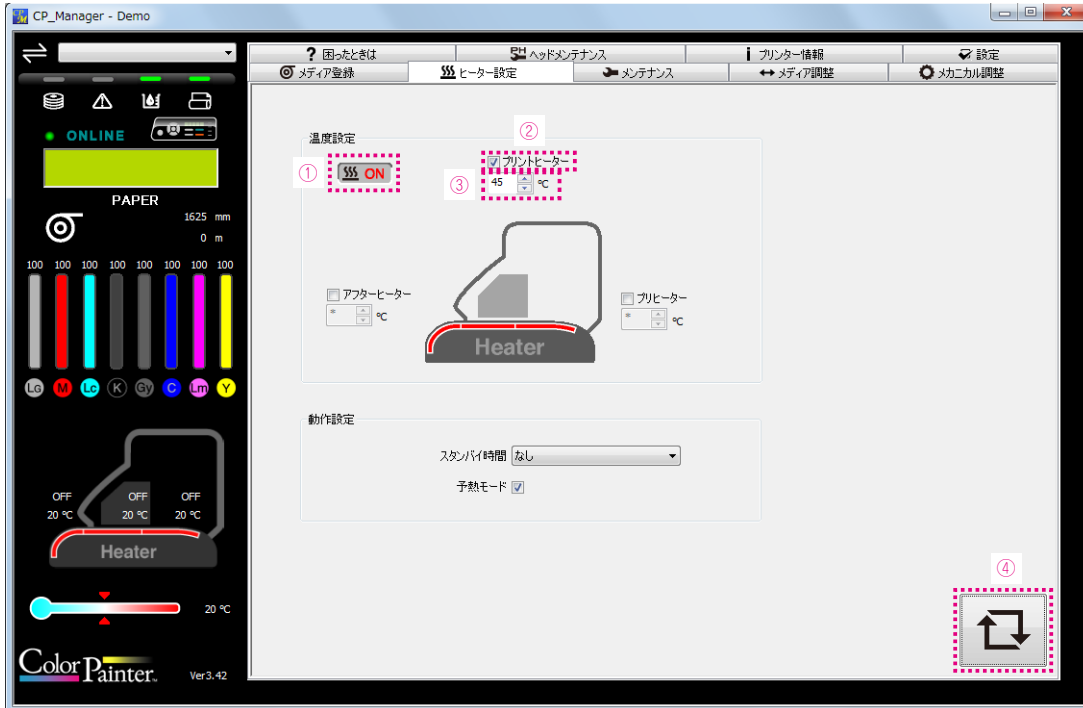 CP_Manager - Demo
? 困ったときは
PH ヘッドメンテナンス
i プリンター情報
設定
メディア登録
ヒーター設定
メンテナンス
メディア調整
メカニカル調整
ONLINE
PAPER
1625 mm
0 m
100 100 100 100 100 100 100 100
LG M Lc K Gy C Lm Y
OFF OFF OFF
20 ℃ 20 ℃ 20 ℃
Heater
20 ℃
Color Painter™
Ver3.42
温度設定
②
① ON
プリントヒーター
③ 45 ℃
アフターヒーター
* ℃
プリヒーター
* ℃
Heater
動作設定
スタンバイ時間 なし
予熱モード
④